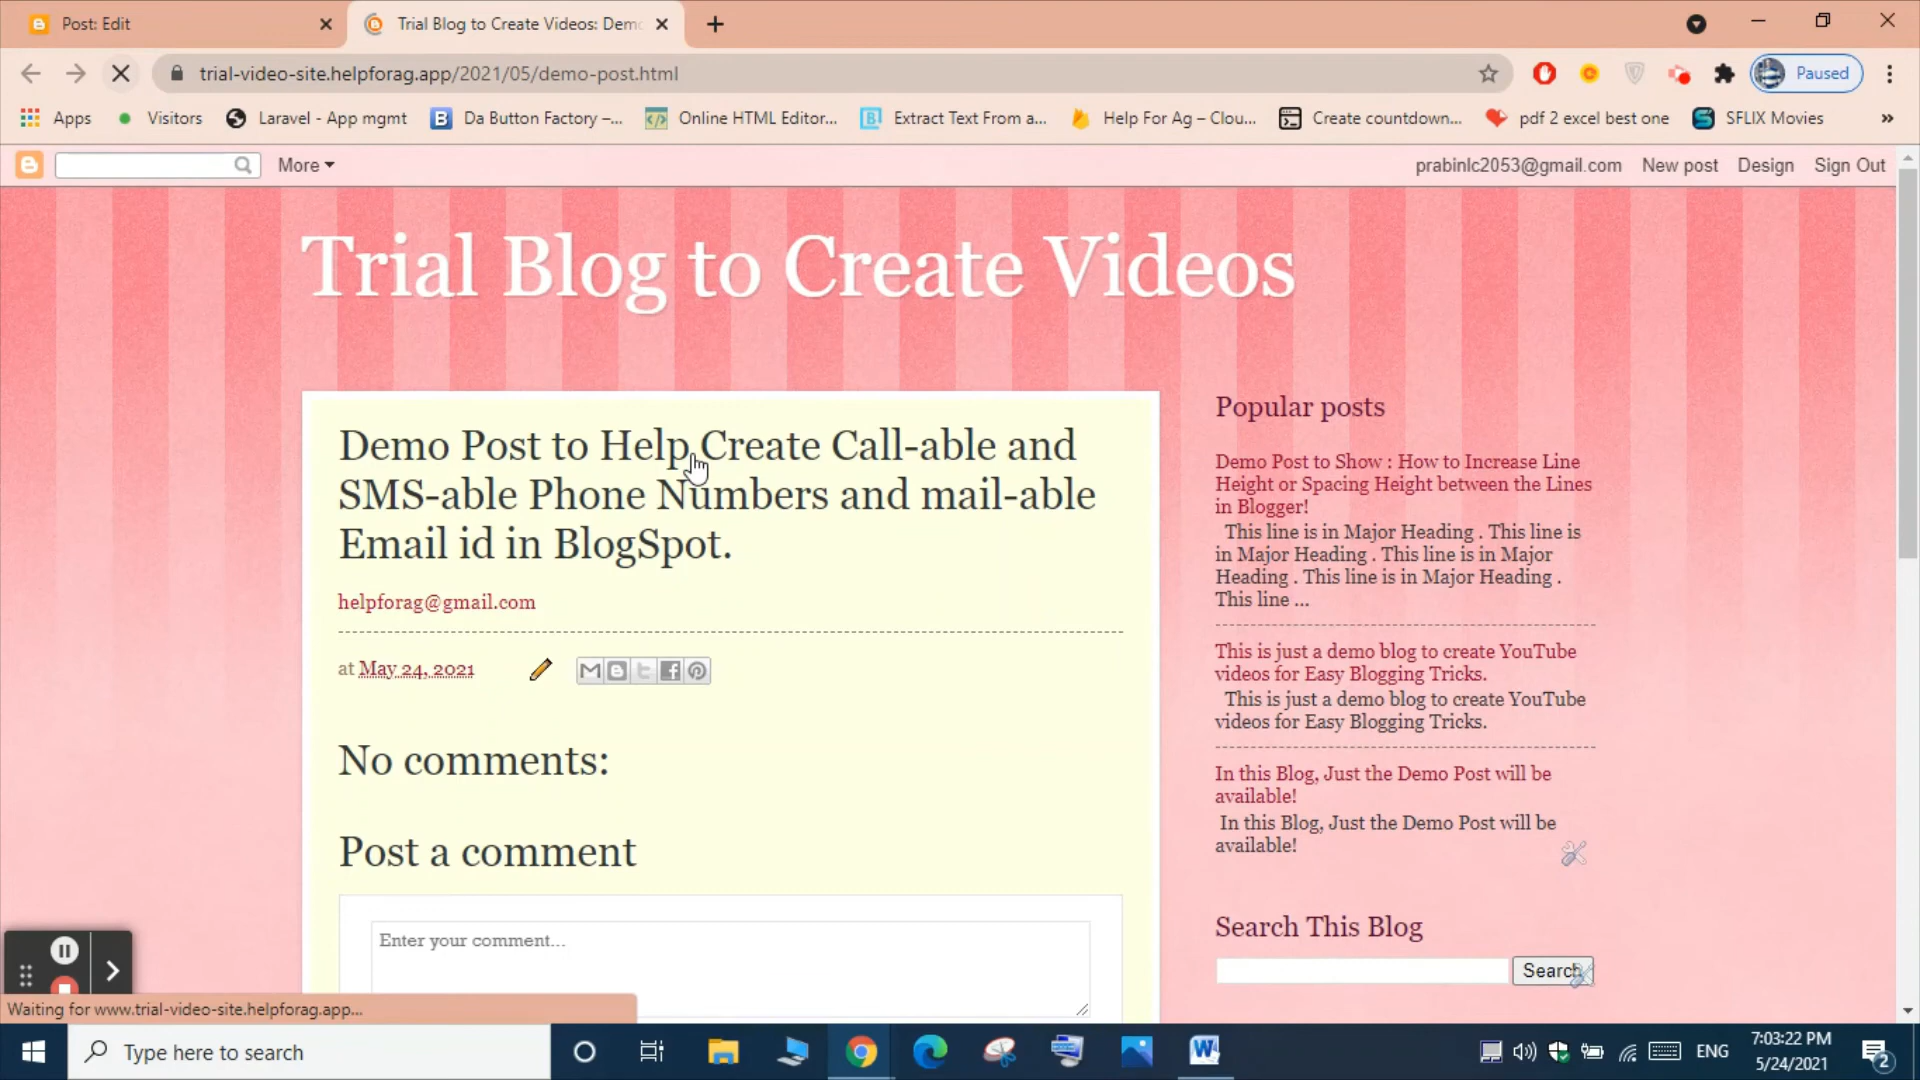 Post: Edit
Trial Blog to Create Videos: Demo
trial-video-site.helpforag.app/2021/05/demo-post.html
Paused
Apps
Visitors
Laravel - App mgmt
Da Button Factory –...
Online HTML Editor...
Extract Text From a...
Help For Ag – Clou...
Create countdown...
pdf 2 excel best one
SFLIX Movies
»
More
prabinlc2053@gmail.com
New post
Design
Sign Out
Trial Blog to Create Videos
Demo Post to Help Create Call-able and
SMS-able Phone Numbers and mail-able
Email id in BlogSpot.
helpforag@gmail.com
at May 24, 2021
No comments:
Post a comment
Enter your comment...
Popular posts
Demo Post to Show : How to Increase Line
Height or Spacing Height between the Lines
in Blogger!
This line is in Major Heading . This line is
in Major Heading . This line is in Major
Heading . This line is in Major Heading .
This line ...
This is just a demo blog to create YouTube
videos for Easy Blogging Tricks.
This is just a demo blog to create YouTube
videos for Easy Blogging Tricks.
In this Blog, Just the Demo Post will be
available!
In this Blog, Just the Demo Post will be
available!
Search This Blog
Search
Waiting for www.trial-video-site.helpforag.app...
Type here to search
ENG
7:03:22 PM
5/24/2021
2